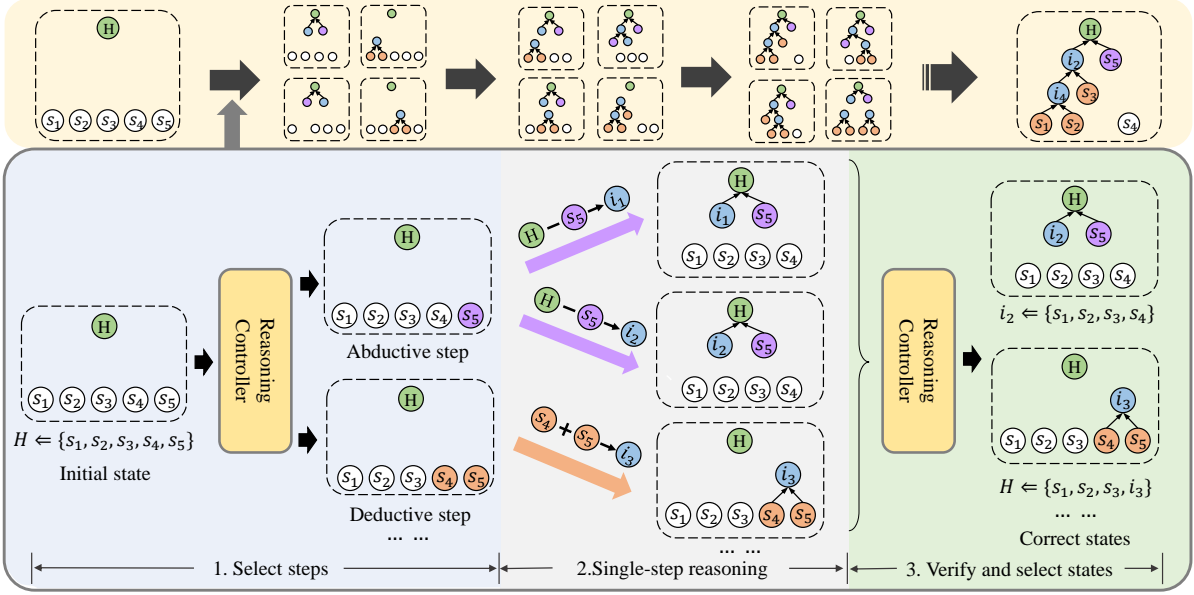 H
s₁ s₂ s₃ s₄ s₅
H
i₂ s₅
i₄ s₃
s₁ s₂ s₄
H
s₁ s₂ s₃ s₄ s₅
H ⇐ {s₁, s₂, s₃, s₄, s₅}
Initial state
Reasoning
Controller
H
s₁ s₂ s₃ s₄ s₅
Abductive step
H
s₁ s₂ s₃ s₄ s₅
Deductive step
... ...
1. Select steps
H – s₅ → i₁
H – s₅ → i₂
s₄ + s₅ → i₃
H
i₁ s₅
s₁ s₂ s₃ s₄
H
i₂ s₅
s₁ s₂ s₃ s₄
H
i₃
s₁ s₂ s₃ s₄ s₅
... ...
2.Single-step reasoning
Reasoning
Controller
H
i₂ s₅
s₁ s₂ s₃ s₄
i₂ ⇐ {s₁, s₂, s₃, s₄}
H
i₃
s₁ s₂ s₃ s₄ s₅
H ⇐ {s₁, s₂, s₃, i₃}
... ...
Correct states
3. Verify and select states